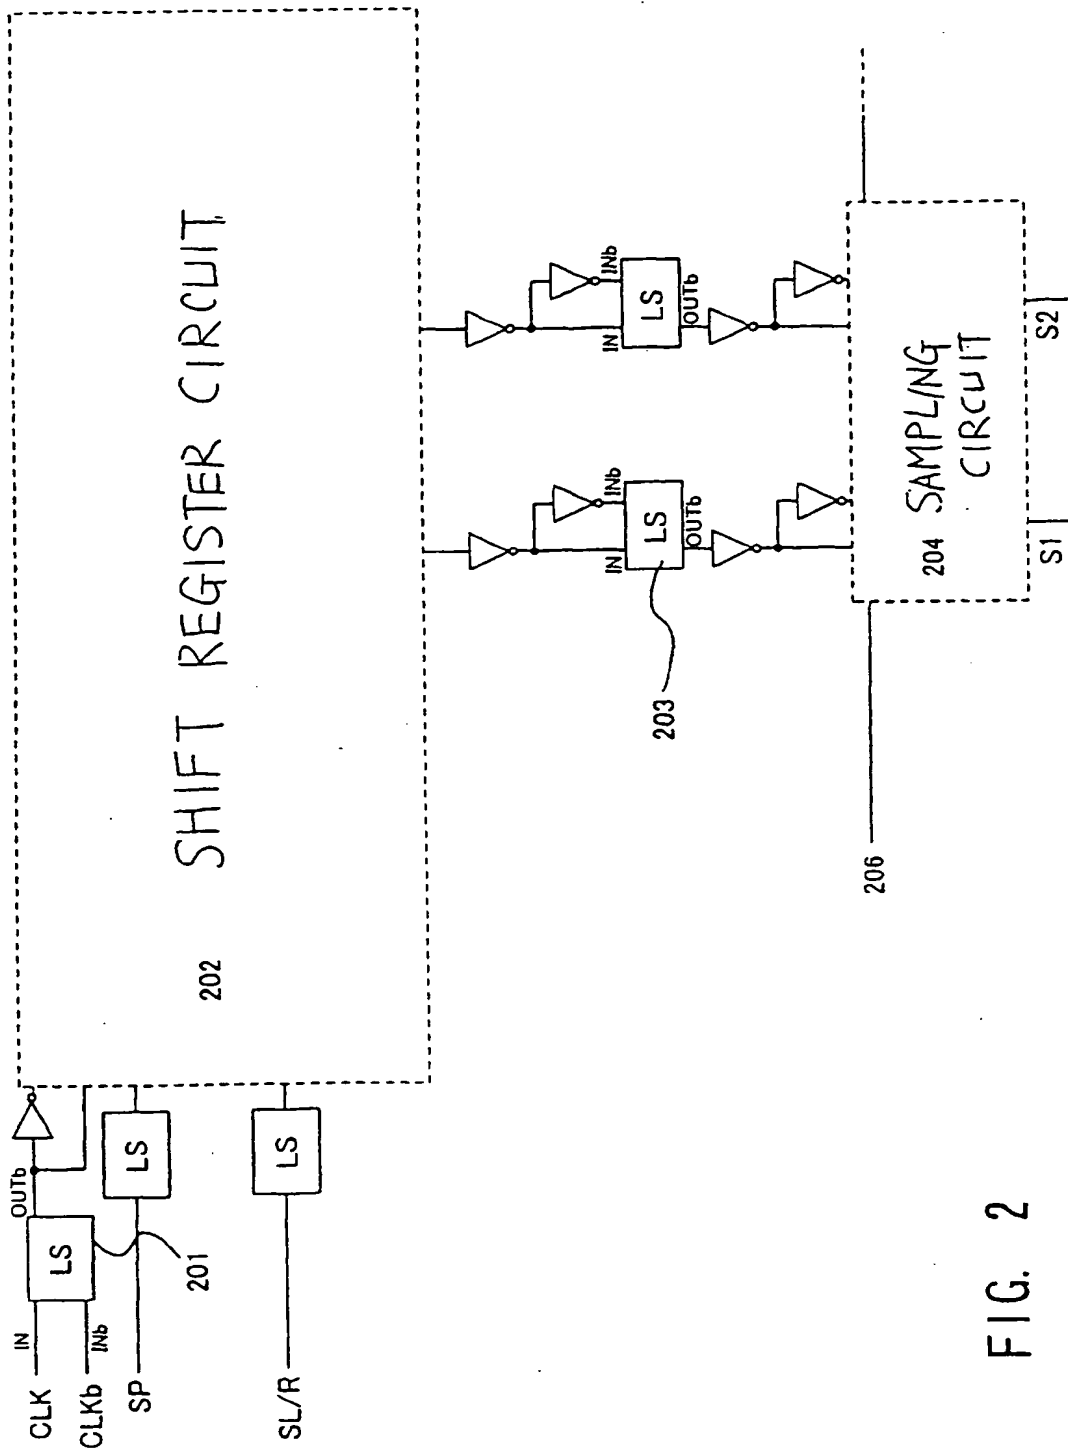 CLK
CLKb
SP
SL/R
IN
INb
LS
OUTb
201
LS
LS
202 SHIFT REGISTER CIRCUIT
IN
INb
LS
OUTb
203
IN
INb
LS
OUTb
206
204 SAMPLING
CIRCUIT
S1
S2
FIG. 2